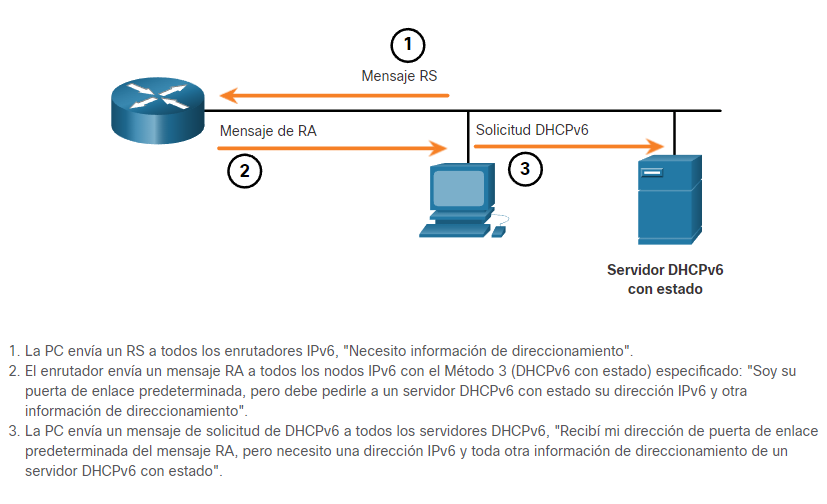 1
Mensaje RS
Mensaje de RA
Solicitud DHCPv6
2
3
Servidor DHCPv6
con estado
1. La PC envía un RS a todos los enrutadores IPv6, "Necesito información de direccionamiento".
2. El enrutador envía un mensaje RA a todos los nodos IPv6 con el Método 3 (DHCPv6 con estado) especificado: "Soy su
puerta de enlace predeterminada, pero debe pedirle a un servidor DHCPv6 con estado su dirección IPv6 y otra
información de direccionamiento".
3. La PC envía un mensaje de solicitud de DHCPv6 a todos los servidores DHCPv6, "Recibí mi dirección de puerta de enlace
predeterminada del mensaje RA, pero necesito una dirección IPv6 y toda otra información de direccionamiento de un
servidor DHCPv6 con estado".